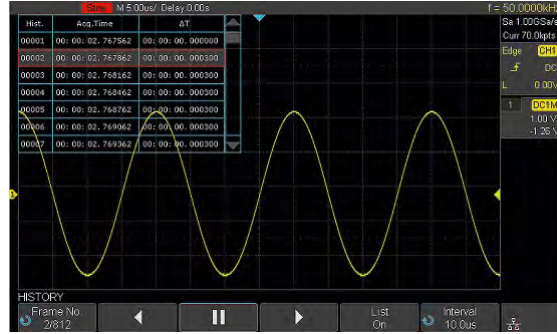 Stop M 5.00us/ Delay:0.00s f = 50.0000kHz
Sa 1.00GSa/s
Curr 70.0kpts
Edge CH1
DC
L 0.00V
1 DC1M
1.00 V/
-1.26 V
Hist. Acq.Time ΔT
00001 00: 00: 02. 767562 00: 00: 00. 000000
00002 00: 00: 02. 767862 00: 00: 00. 000300
00003 00: 00: 02. 768162 00: 00: 00. 000300
00004 00: 00: 02. 768462 00: 00: 00. 000300
00005 00: 00: 02. 768762 00: 00: 00. 000300
00006 00: 00: 02. 769062 00: 00: 00. 000300
00007 00: 00: 02. 769362 00: 00: 00. 000300
HISTORY
Frame No. List Interval
2/812 On 10.0us